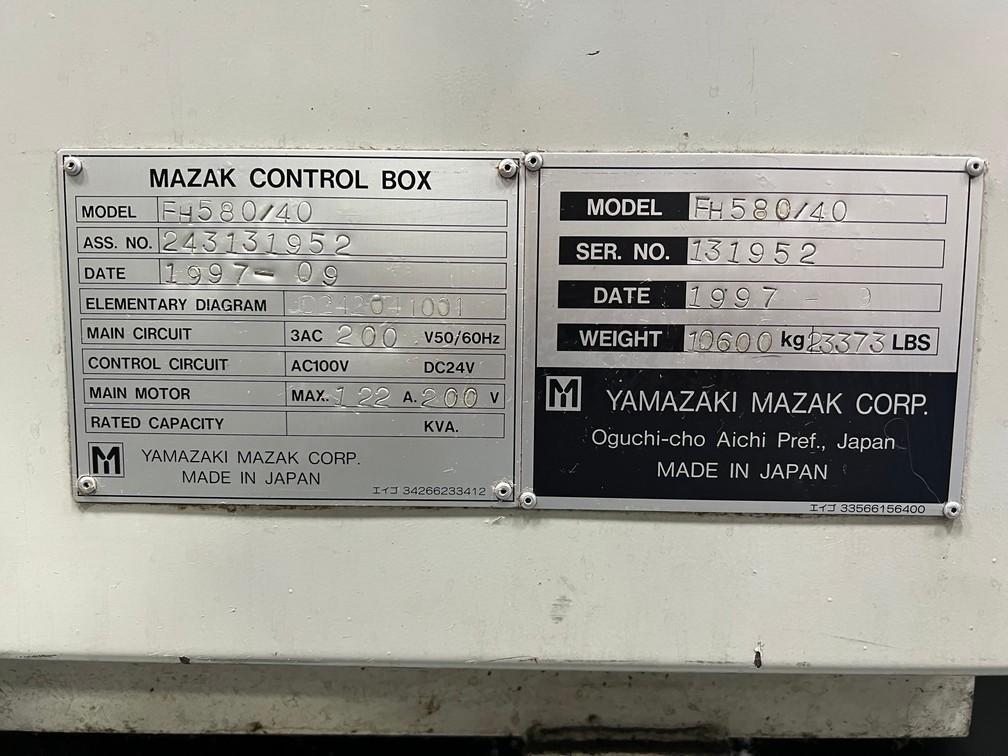 MAZAK CONTROL BOX
MODEL FH580/40
ASS. NO. 243131952
DATE 1997- 09
ELEMENTARY DIAGRAM
MAIN CIRCUIT 3AC 200 V50/60Hz
CONTROL CIRCUIT AC100V DC24V
MAIN MOTOR MAX. 122 A. 200 V
RATED CAPACITY KVA.
YAMAZAKI MAZAK CORP.
MADE IN JAPAN
エイゴ 34266233412
MODEL FH580/40
SER. NO. 131952
DATE 1997 - 9
WEIGHT 10600 kg 23373 LBS
YAMAZAKI MAZAK CORP.
Oguchi-cho Aichi Pref., Japan
MADE IN JAPAN
エイゴ 33566156400